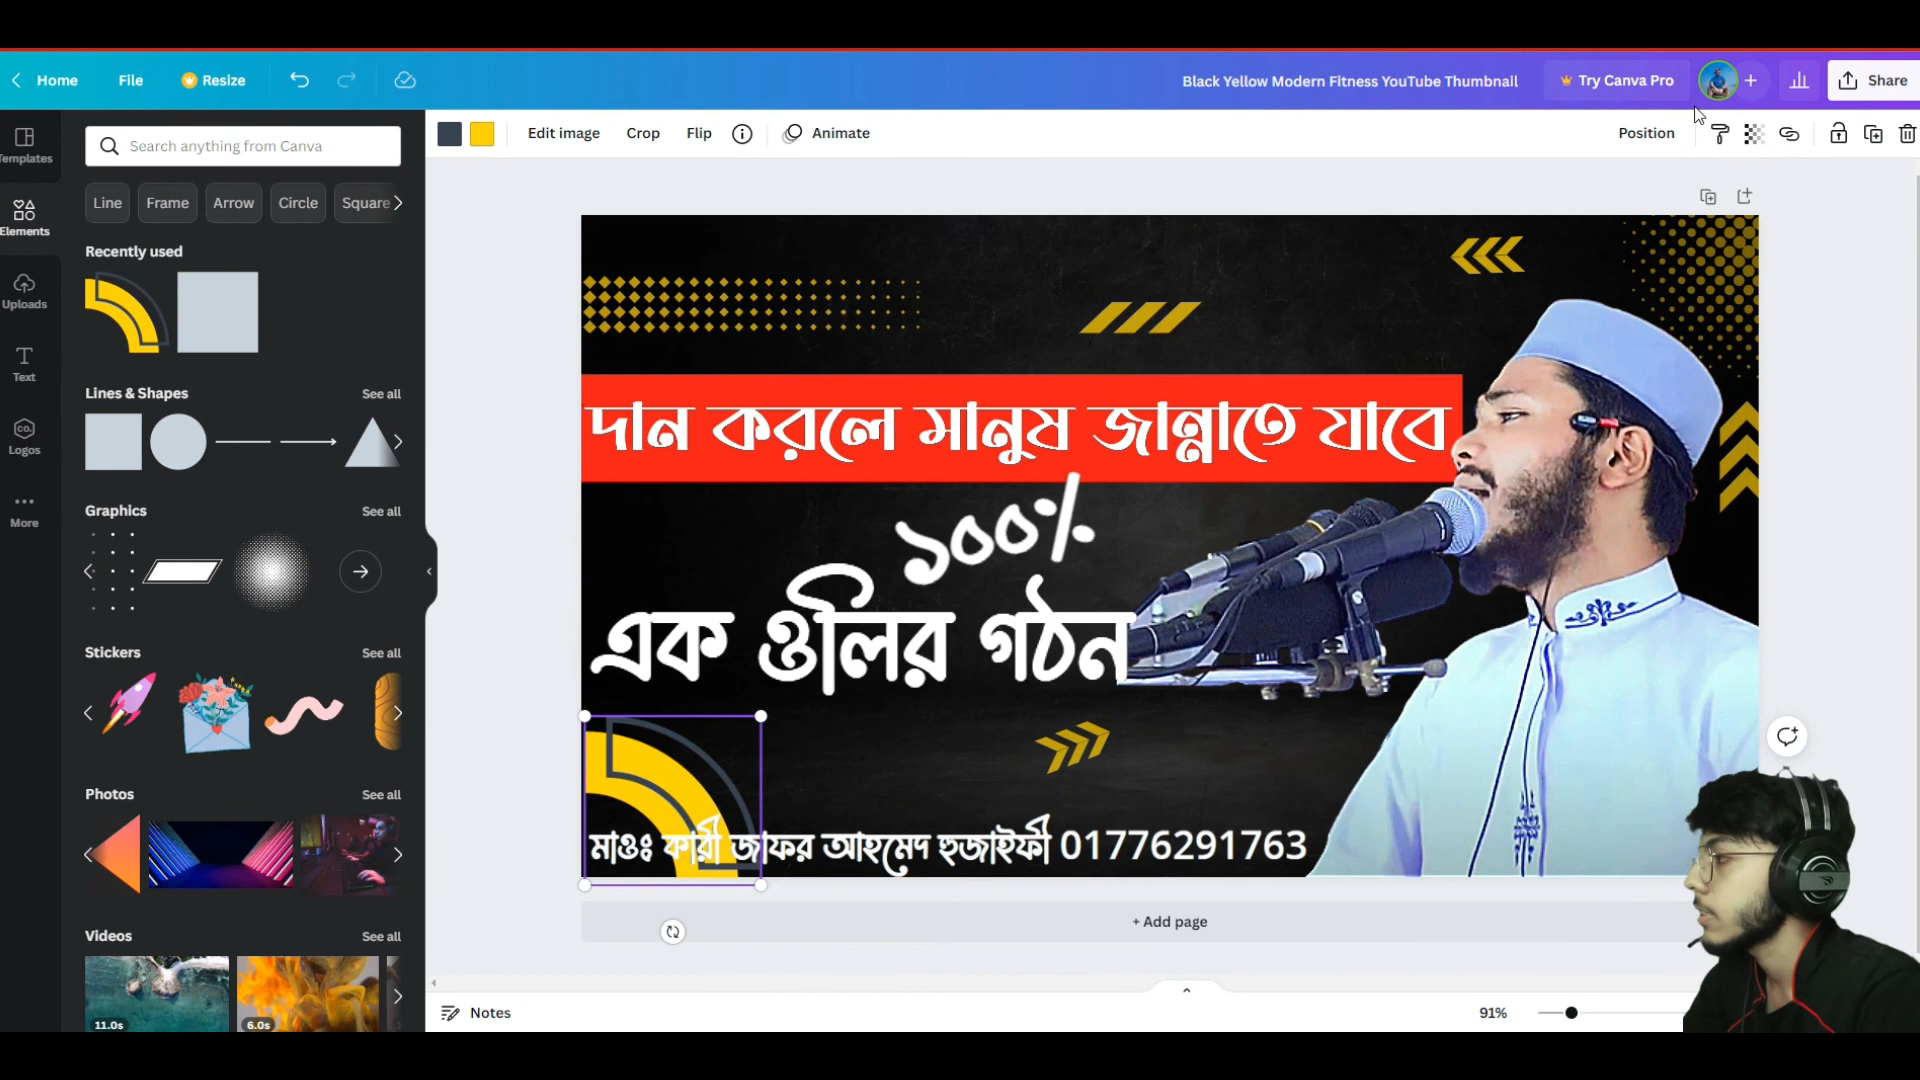 Home File Resize Black Yellow Modern Fitness YouTube Thumbnail Try Canva Pro Share
Edit image Crop Flip Animate Position
Templates
Elements
Uploads
Text
Logos
More
Search anything from Canva
Line Frame Arrow Circle Square
Recently used
Lines & Shapes See all
Graphics See all
Stickers See all
Photos See all
Videos See all
11.0s 6.0s
দান করলে মানুষ জান্নাতে যাবে
১০০%
এক ওলির গঠন
মাওঃ কারী জাফর আহমেদ হুজাইফী 01776291763
+ Add page
Notes 91%